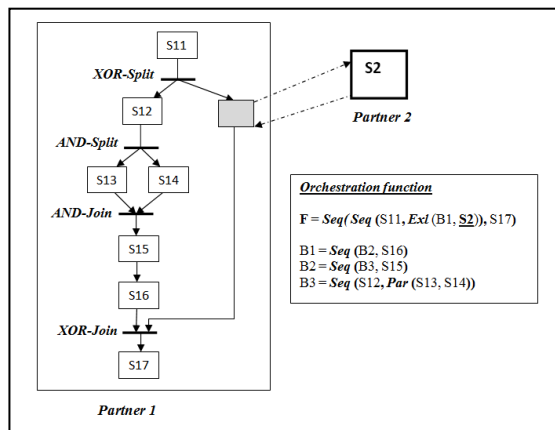 S11
XOR-Split
S2
S12
Partner 2
AND-Split
S13
S14
Orchestration function
F = Seq( Seq (S11, Exl (B1, S2)), S17)
AND-Join
S15
B1 = Seq (B2, S16)
B2 = Seq (B3, S15)
B3 = Seq (S12, Par (S13, S14))
S16
XOR-Join
S17
Partner 1